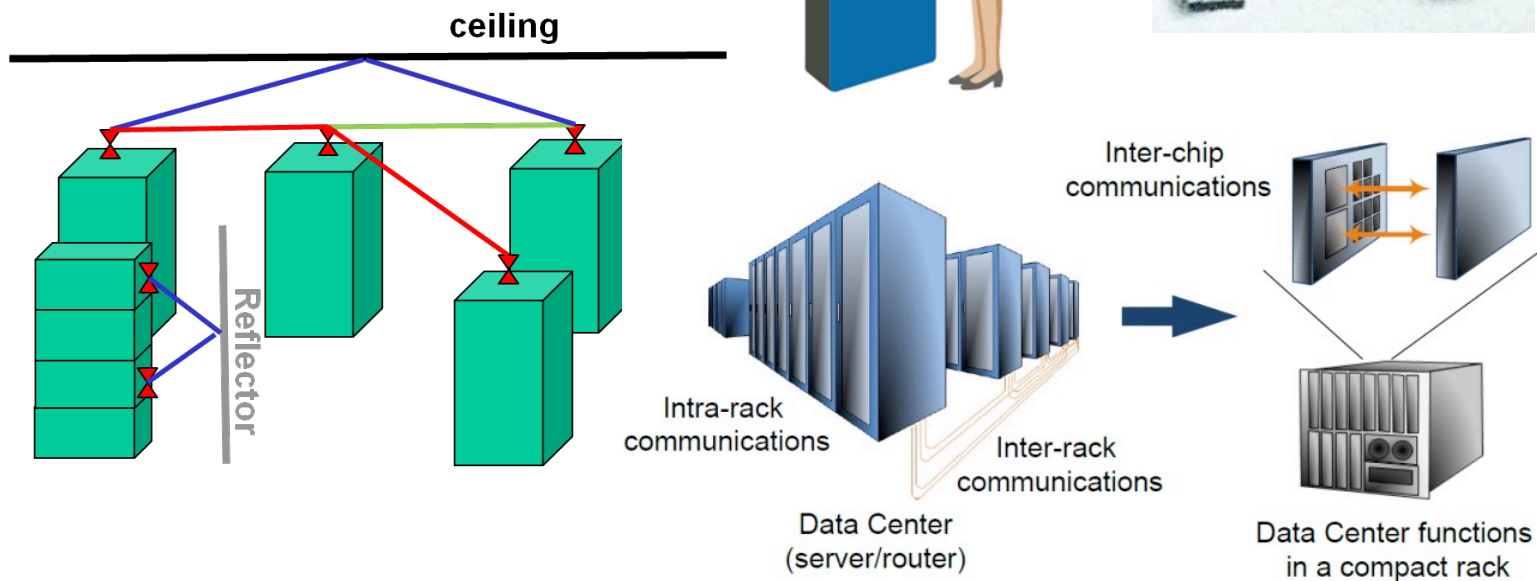 ceiling
Reflector
Inter-chip
communications
Intra-rack
communications
Inter-rack
communications
Data Center
(server/router)
Data Center functions
in a compact rack